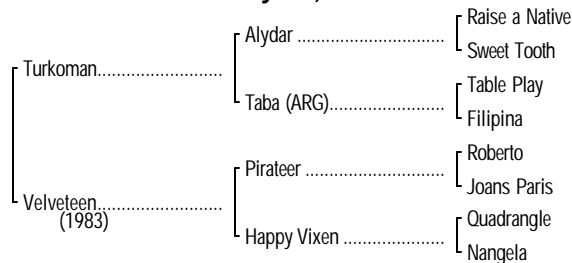 Raise a Native
Alydar ..............................
Sweet Tooth
Turkoman.........................
Table Play
Taba (ARG).......................
Filipina
Roberto
Pirateer ............................
Joans Paris
Velveteen.........................
(1983)
Quadrangle
Happy Vixen ....................
Nangela